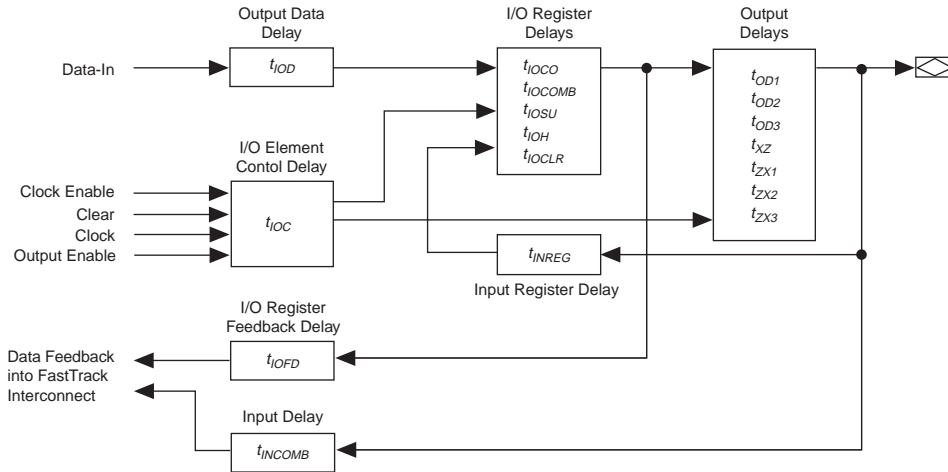 Output Data
Delay
I/O Register
Delays
Output
Delays
Data-In
tIOD
tIOCO
tIOCOMB
tIOSU
tIOH
tIOCLR
tOD1
tOD2
tOD3
tXZ
tZX1
tZX2
tZX3
I/O Element
Contol Delay
Clock Enable
Clear
Clock
Output Enable
tIOC
tINREG
Input Register Delay
I/O Register
Feedback Delay
Data Feedback
into FastTrack
Interconnect
tIOFD
Input Delay
tINCOMB